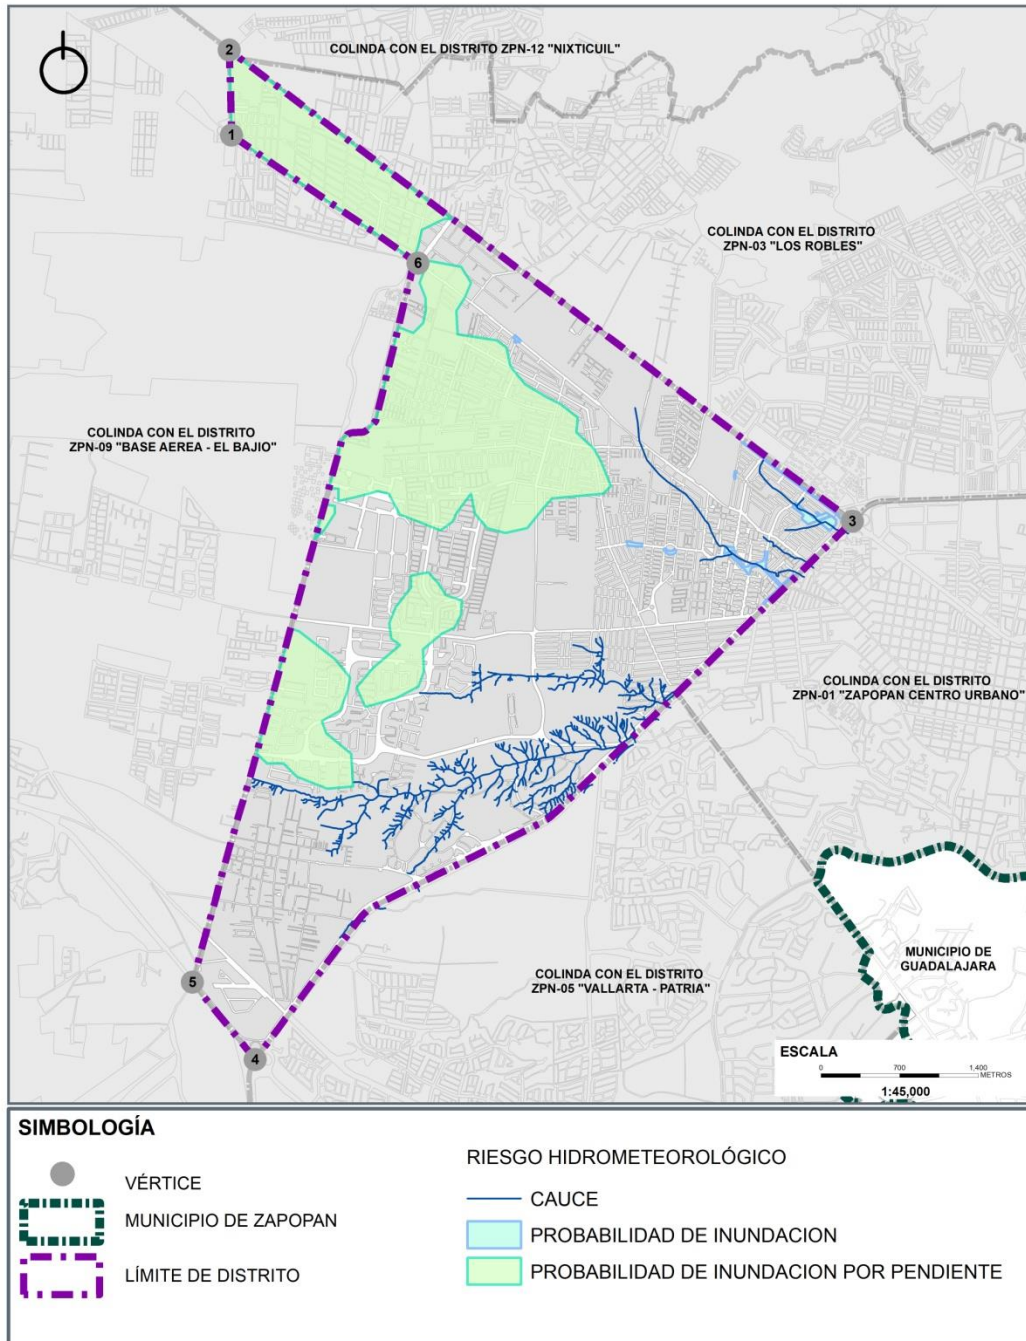 2
COLINDA CON EL DISTRITO ZPN-12 "NIXTICUIL"
1
COLINDA CON EL DISTRITO
ZPN-03 "LOS ROBLES"
6
COLINDA CON EL DISTRITO
ZPN-09 "BASE AEREA - EL BAJIO"
3
COLINDA CON EL DISTRITO
ZPN-01 "ZAPOPAN CENTRO URBANO"
MUNICIPIO DE
GUADALAJARA
5
COLINDA CON EL DISTRITO
ZPN-05 "VALLARTA - PATRIA"
4
ESCALA
0 700 1,400
METROS
1:45,000
SIMBOLOGÍA
VÉRTICE
MUNICIPIO DE ZAPOPAN
LÍMITE DE DISTRITO
RIESGO HIDROMETEOROLÓGICO
CAUCE
PROBABILIDAD DE INUNDACION
PROBABILIDAD DE INUNDACION POR PENDIENTE